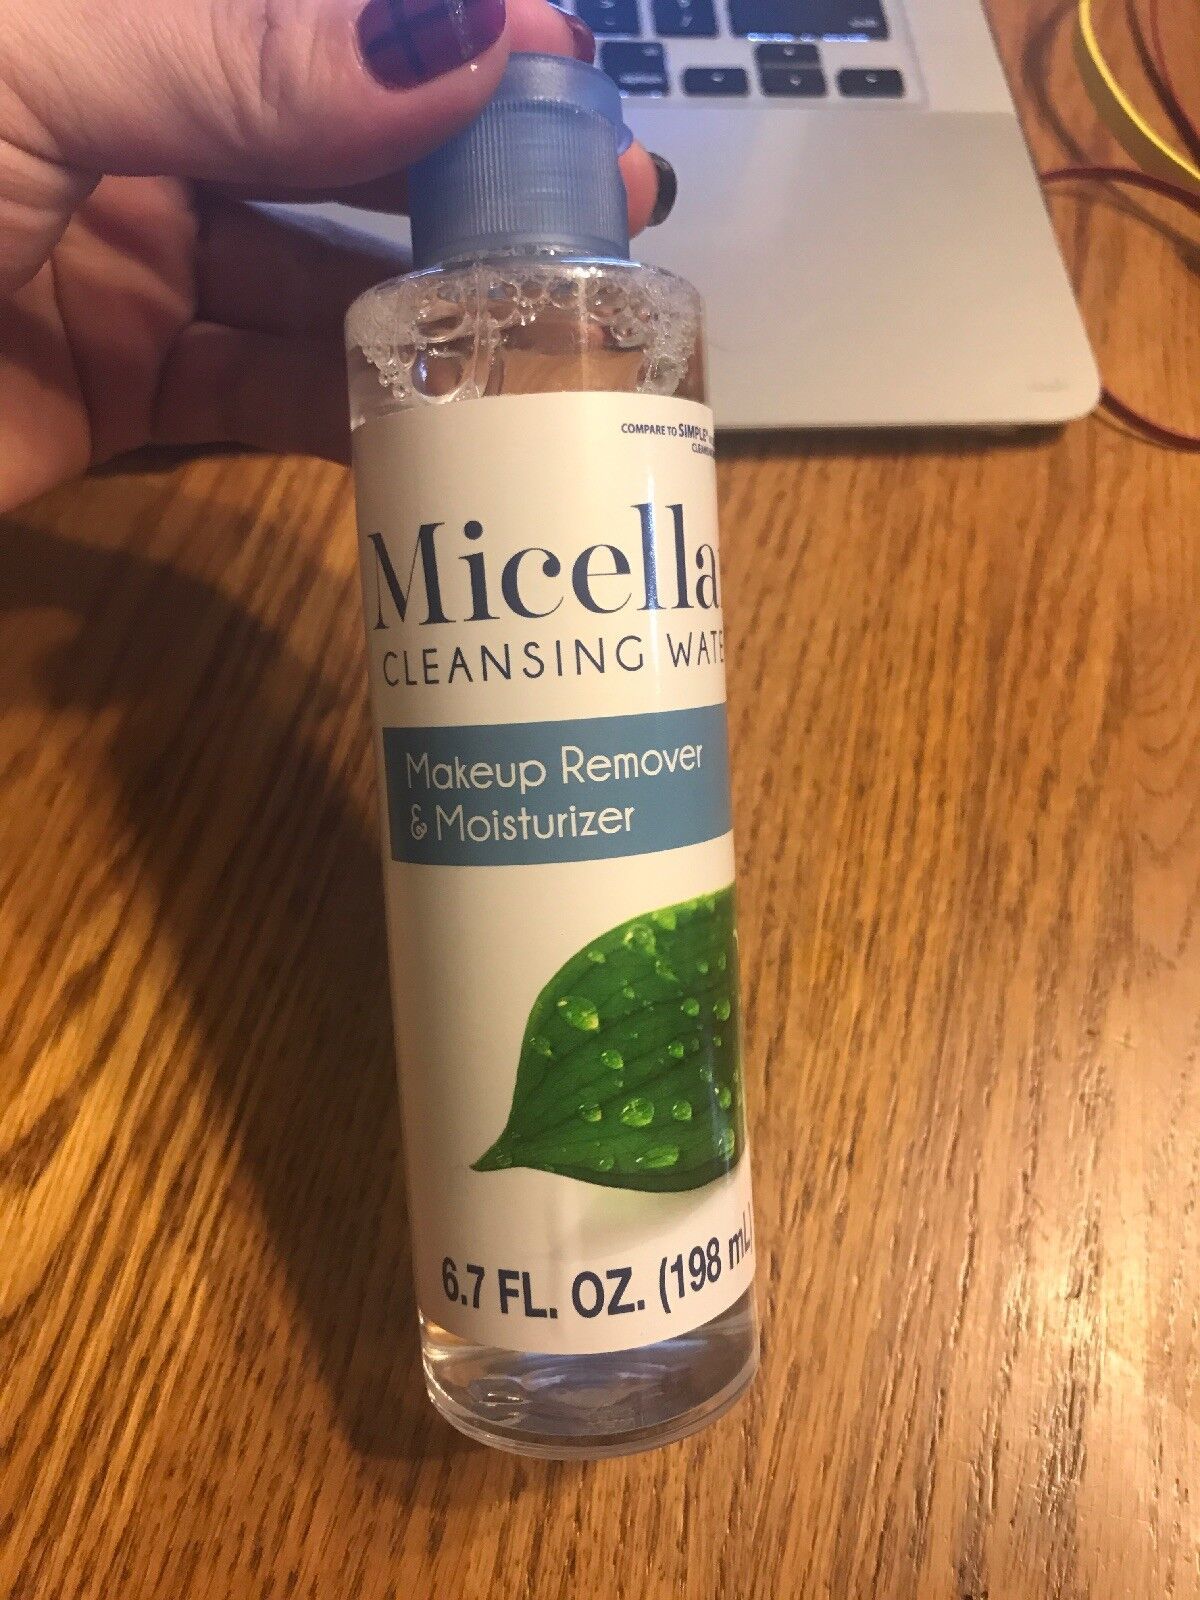 COMPARE TO SIMPLE®
Micella
CLEANSING WATE
Makeup Remover
& Moisturizer
6.7 FL. OZ. (198 mL)